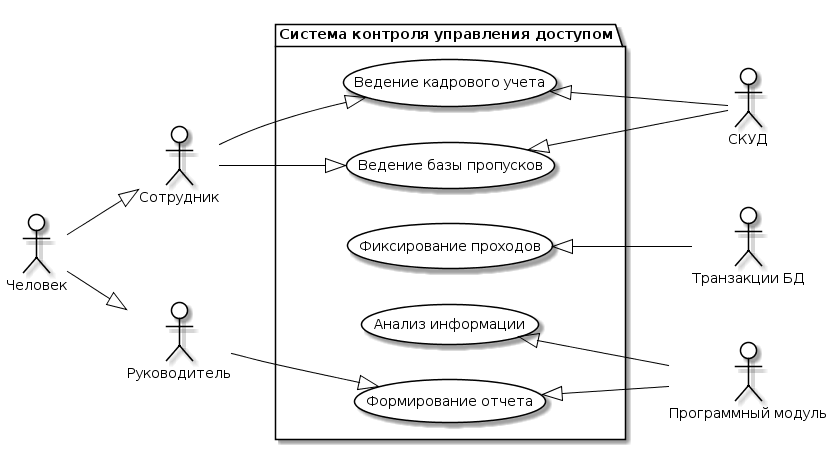 Система контроля управления доступом
Ведение кадрового учета
СКУД
Сотрудник
Ведение базы пропусков
Человек
Фиксирование проходов
Транзакции БД
Анализ информации
Руководитель
Формирование отчета
Программный модуль